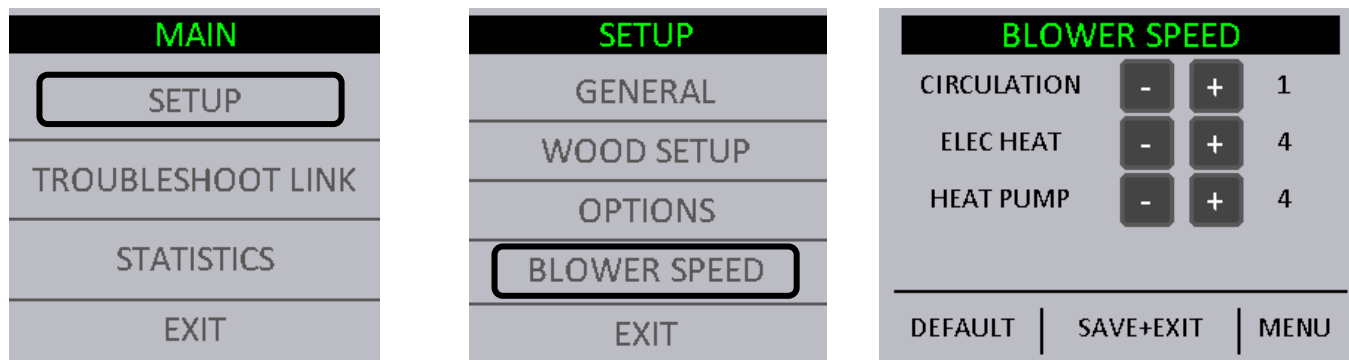 MAIN
SETUP
TROUBLESHOOT LINK
STATISTICS
EXIT
SETUP
GENERAL
WOOD SETUP
OPTIONS
BLOWER SPEED
EXIT
BLOWER SPEED
CIRCULATION - + 1
ELEC HEAT - + 4
HEAT PUMP - + 4
DEFAULT SAVE+EXIT MENU